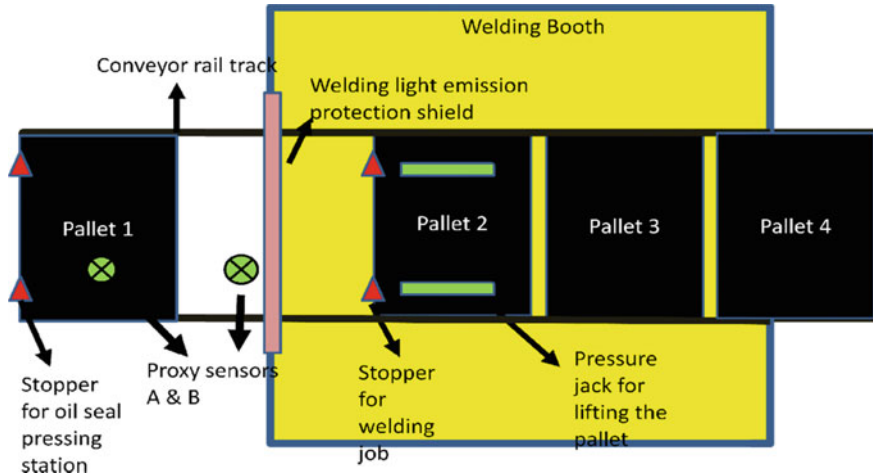 Welding Booth
Conveyor rail track
Welding light emission
protection shield
Pallet 1
Pallet 2
Pallet 3
Pallet 4
Stopper
for oil seal
pressing
station
Proxy sensors
A & B
Stopper
for
welding
job
Pressure
jack for
lifting the
pallet